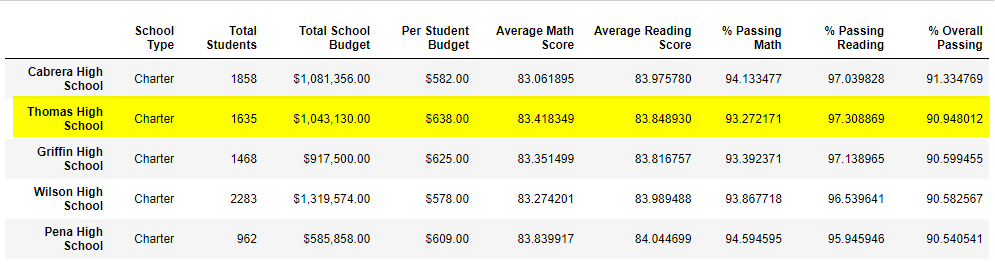 School Type Total Students Total School Budget Per Student Budget Average Math Score Average Reading Score % Passing Math % Passing Reading % Overall Passing
Cabrera High School Charter 1858 $1,081,356.00 $582.00 83.061895 83.975780 94.133477 97.039828 91.334769
Thomas High School Charter 1635 $1,043,130.00 $638.00 83.418349 83.848930 93.272171 97.308869 90.948012
Griffin High School Charter 1468 $917,500.00 $625.00 83.351499 83.816757 93.392371 97.138965 90.599455
Wilson High School Charter 2283 $1,319,574.00 $578.00 83.274201 83.989488 93.867718 96.539641 90.582567
Pena High School Charter 962 $585,858.00 $609.00 83.839917 84.044699 94.594595 95.945946 90.540541